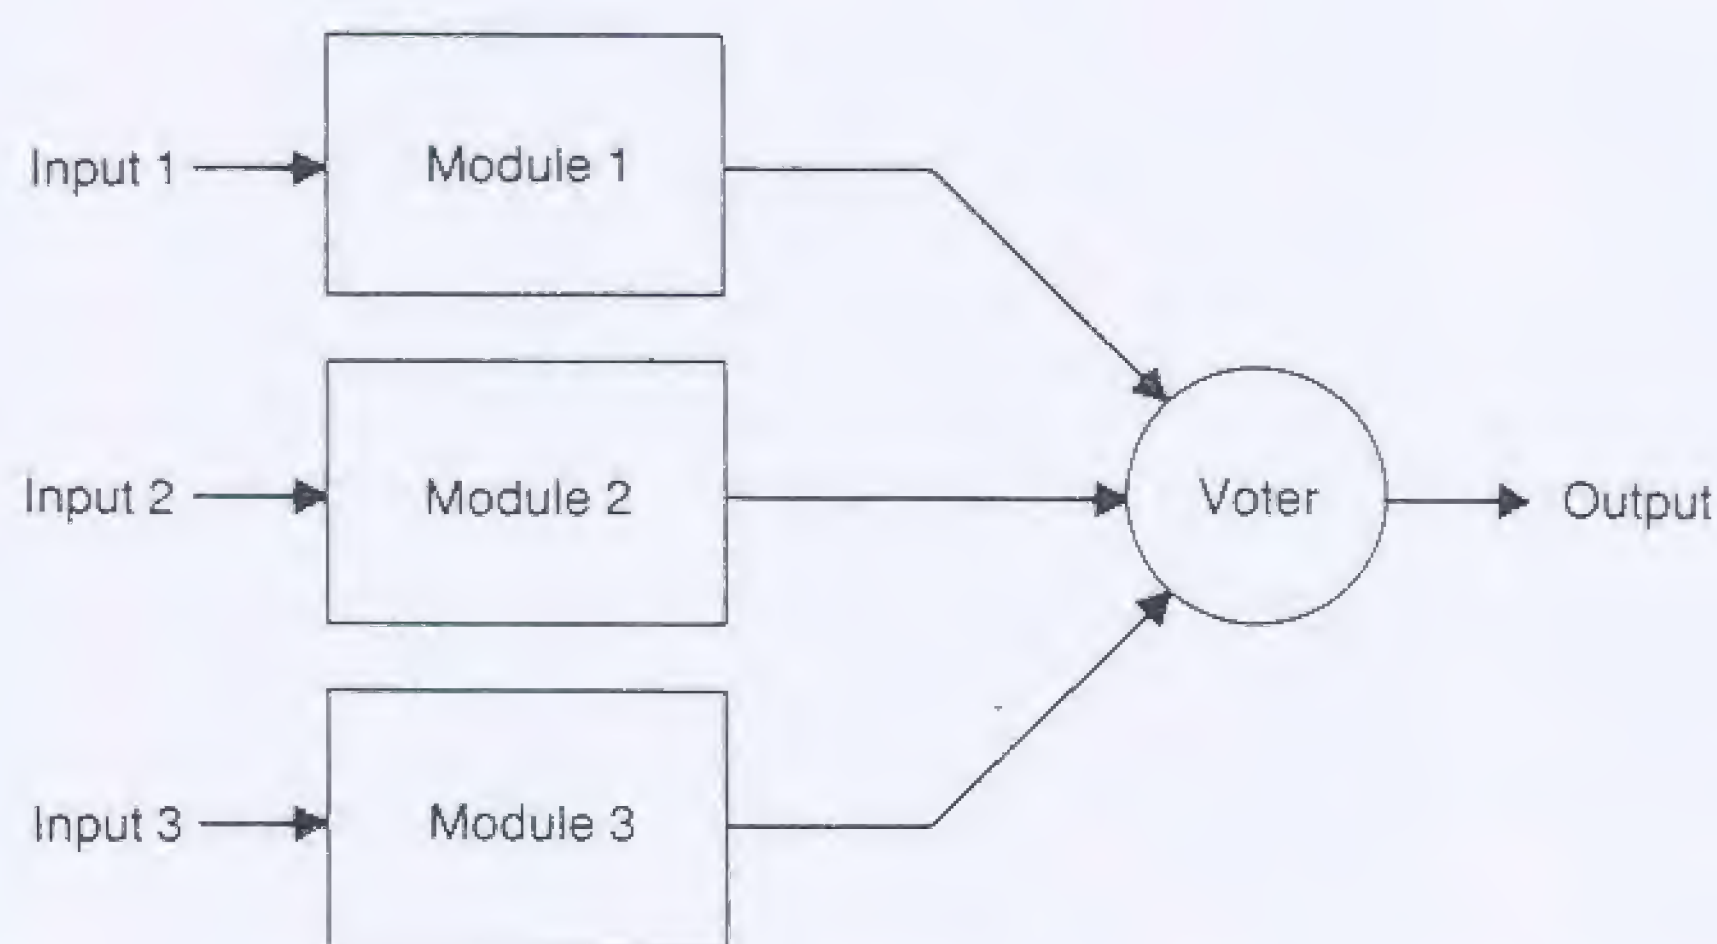 Input 1
Module 1
Input 2
Module 2
Voter
Output
Input 3
Module 3